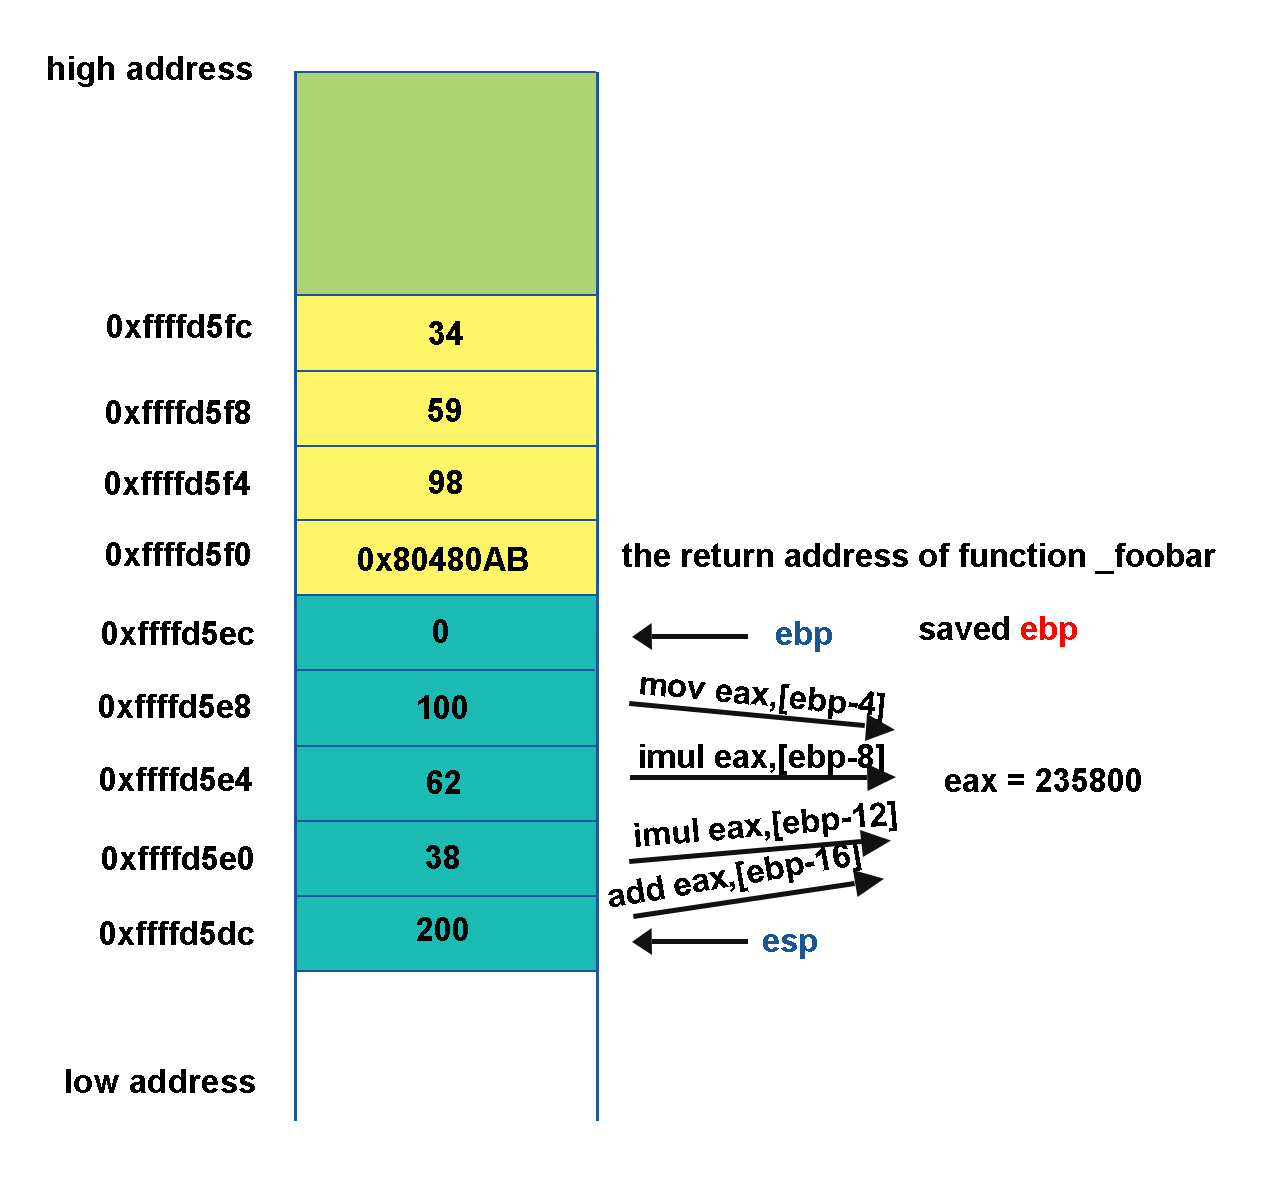 high address
0xffffd5fc 34
0xffffd5f8 59
0xffffd5f4 98
0xffffd5f0 0x80480AB the return address of function _foobar
0xffffd5ec 0 ebp saved ebp
0xffffd5e8 100 mov eax,[ebp-4]
0xffffd5e4 62 imul eax,[ebp-8] eax = 235800
0xffffd5e0 38 imul eax,[ebp-12]
add eax,[ebp-16]
0xffffd5dc 200 esp
low address